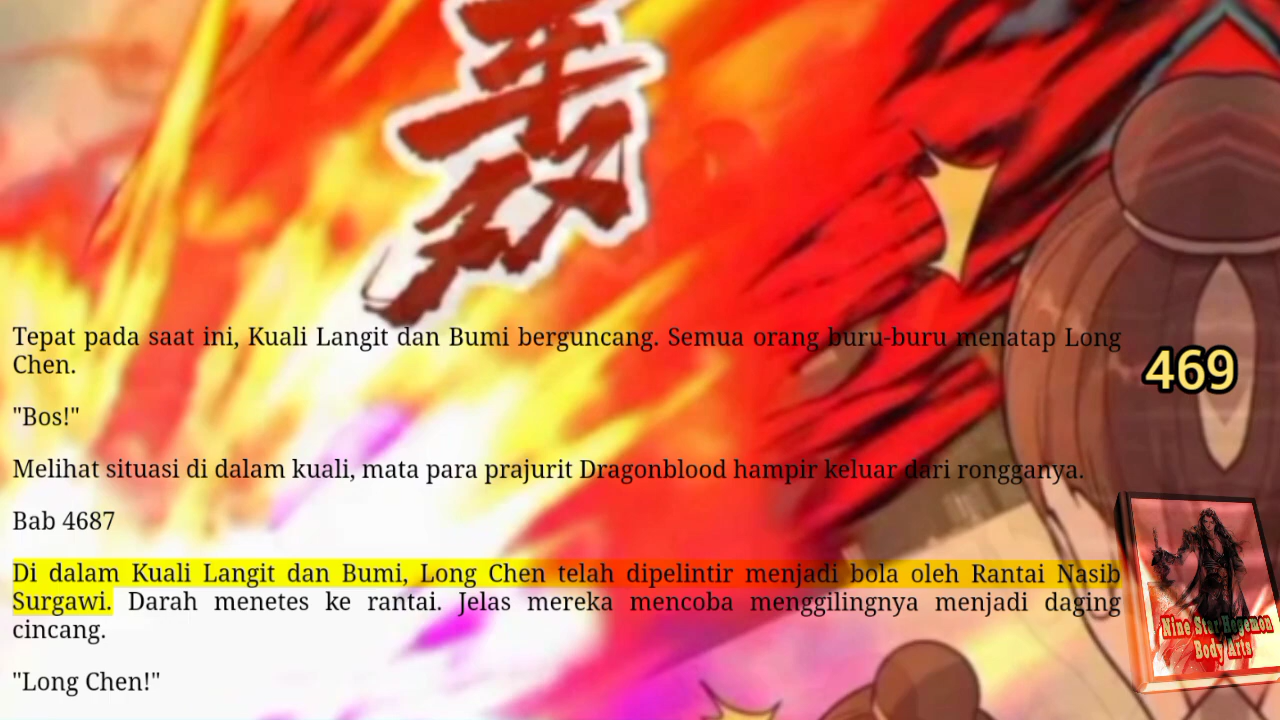 Tepat pada saat ini, Kuali Langit dan Bumi berguncang. Semua orang buru-buru menatap Long
Chen.
"Bos!"
469
Melihat situasi di dalam kuali, mata para prajurit Dragonblood hampir keluar dari rongganya.
Bab 4687
Di dalam Kuali Langit dan Bumi, Long Chen telah dipelintir menjadi bola oleh Rantai Nasib
Surgawi. Darah menetes ke rantai. Jelas mereka mencoba menggilingnya menjadi daging
cincang.
Nine Star Hegemon
Body Arts
"Long Chen!"